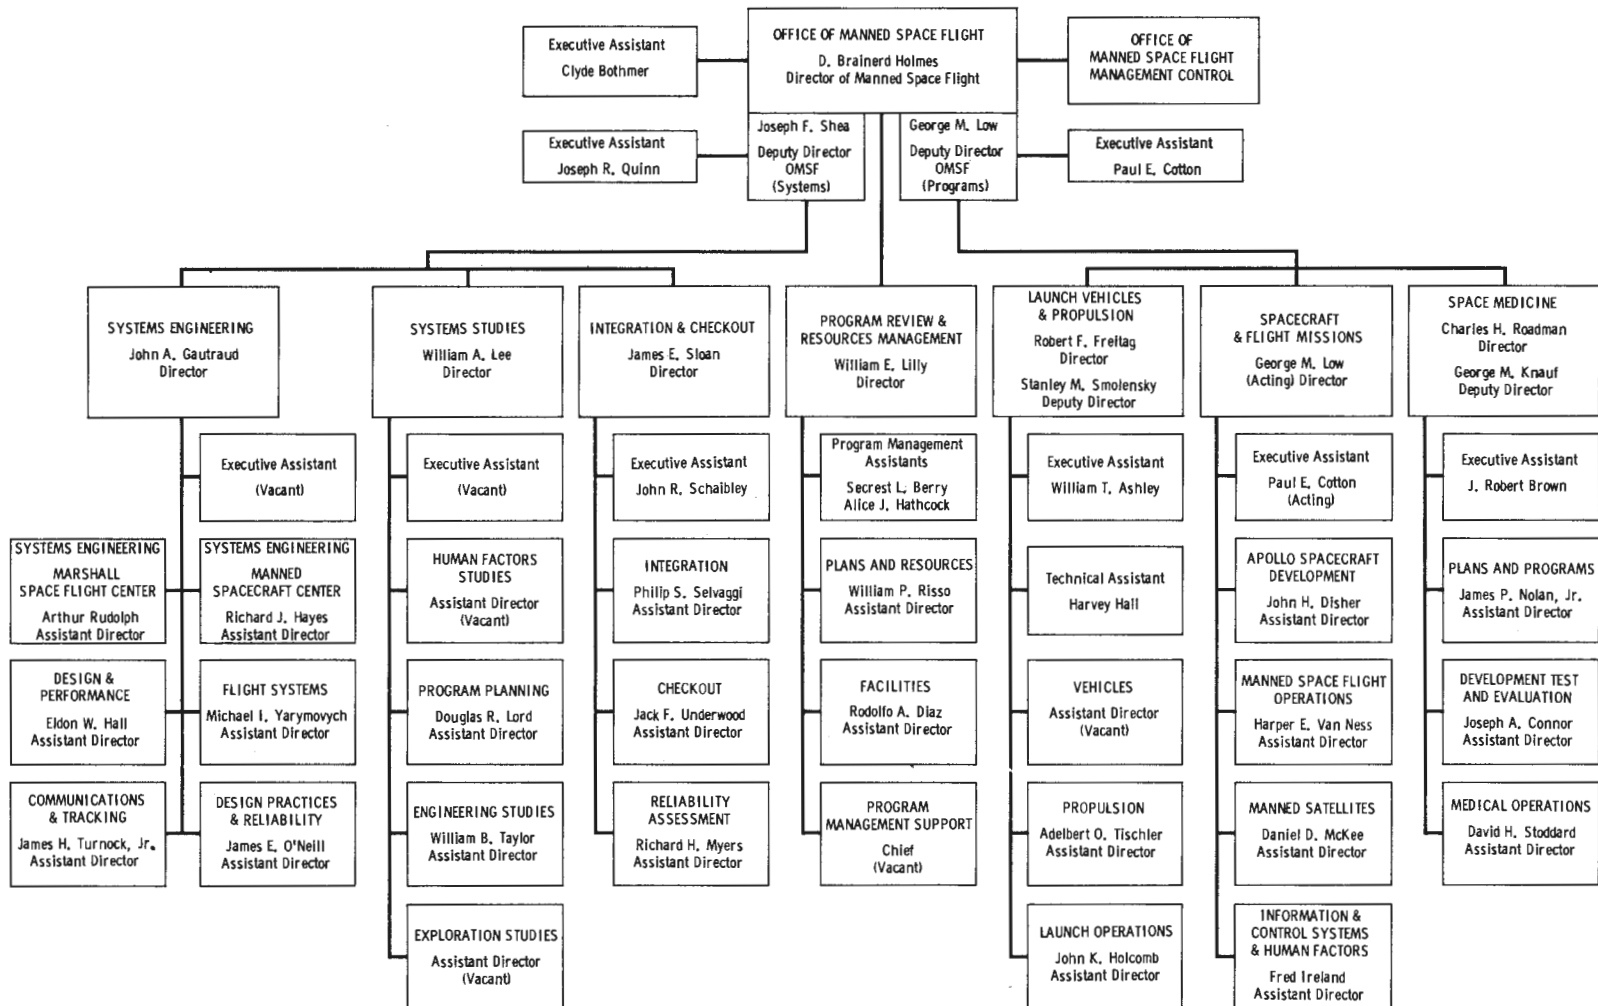 Executive Assistant
Clyde Bothmer
OFFICE OF MANNED SPACE FLIGHT
D. Brainerd Holmes
Director of Manned Space Flight
OFFICE OF
MANNED SPACE FLIGHT
MANAGEMENT CONTROL
Executive Assistant
Joseph R. Quinn
Joseph F. Shea
Deputy Director
OMSF
(Systems)
George M. Low
Deputy Director
OMSF
(Programs)
Executive Assistant
Paul E. Cotton
SYSTEMS ENGINEERING
John A. Gautraud
Director
SYSTEMS STUDIES
William A. Lee
Director
INTEGRATION & CHECKOUT
James E. Sloan
Director
PROGRAM REVIEW &
RESOURCES MANAGEMENT
William E. Lilly
Director
LAUNCH VEHICLES
& PROPULSION
Robert F. Freitag
Director
Stanley M. Smolensky
Deputy Director
SPACECRAFT
& FLIGHT MISSIONS
George M. Low
(Acting) Director
SPACE MEDICINE
Charles H. Roadman
Director
George M. Knauf
Deputy Director
Executive Assistant
(Vacant)
Executive Assistant
(Vacant)
Executive Assistant
John R. Schaibley
Program Management
Assistants
Secrest L. Berry
Alice J. Hathcock
Executive Assistant
William T. Ashley
Executive Assistant
Paul E. Cotton
(Acting)
Executive Assistant
J. Robert Brown
SYSTEMS ENGINEERING
MARSHALL
SPACE FLIGHT CENTER
Arthur Rudolph
Assistant Director
SYSTEMS ENGINEERING
MANNED
SPACECRAFT CENTER
Richard J. Hayes
Assistant Director
HUMAN FACTORS
STUDIES
Assistant Director
(Vacant)
INTEGRATION
Philip S. Selvaggi
Assistant Director
PLANS AND RESOURCES
William P. Risso
Assistant Director
Technical Assistant
Harvey Hall
APOLLO SPACECRAFT
DEVELOPMENT
John H. Disher
Assistant Director
PLANS AND PROGRAMS
James P. Nolan, Jr.
Assistant Director
DESIGN &
PERFORMANCE
Eldon W. Hall
Assistant Director
FLIGHT SYSTEMS
Michael I. Yarymovych
Assistant Director
PROGRAM PLANNING
Douglas R. Lord
Assistant Director
CHECKOUT
Jack F. Underwood
Assistant Director
FACILITIES
Rodolfo A. Diaz
Assistant Director
VEHICLES
Assistant Director
(Vacant)
MANNED SPACE FLIGHT
OPERATIONS
Harper E. Van Ness
Assistant Director
DEVELOPMENT TEST
AND EVALUATION
Joseph A. Connor
Assistant Director
COMMUNICATIONS
& TRACKING
James H. Turnock, Jr.
Assistant Director
DESIGN PRACTICES
& RELIABILITY
James E. O'Neill
Assistant Director
ENGINEERING STUDIES
William B. Taylor
Assistant Director
RELIABILITY
ASSESSMENT
Richard H. Myers
Assistant Director
PROGRAM
MANAGEMENT SUPPORT
Chief
(Vacant)
PROPULSION
Adelbert O. Tischler
Assistant Director
MANNED SATELLITES
Daniel D. McKee
Assistant Director
MEDICAL OPERATIONS
David H. Stoddard
Assistant Director
EXPLORATION STUDIES
Assistant Director
(Vacant)
LAUNCH OPERATIONS
John K. Holcomb
Assistant Director
INFORMATION &
CONTROL SYSTEMS
& HUMAN FACTORS
Fred Ireland
Assistant Director